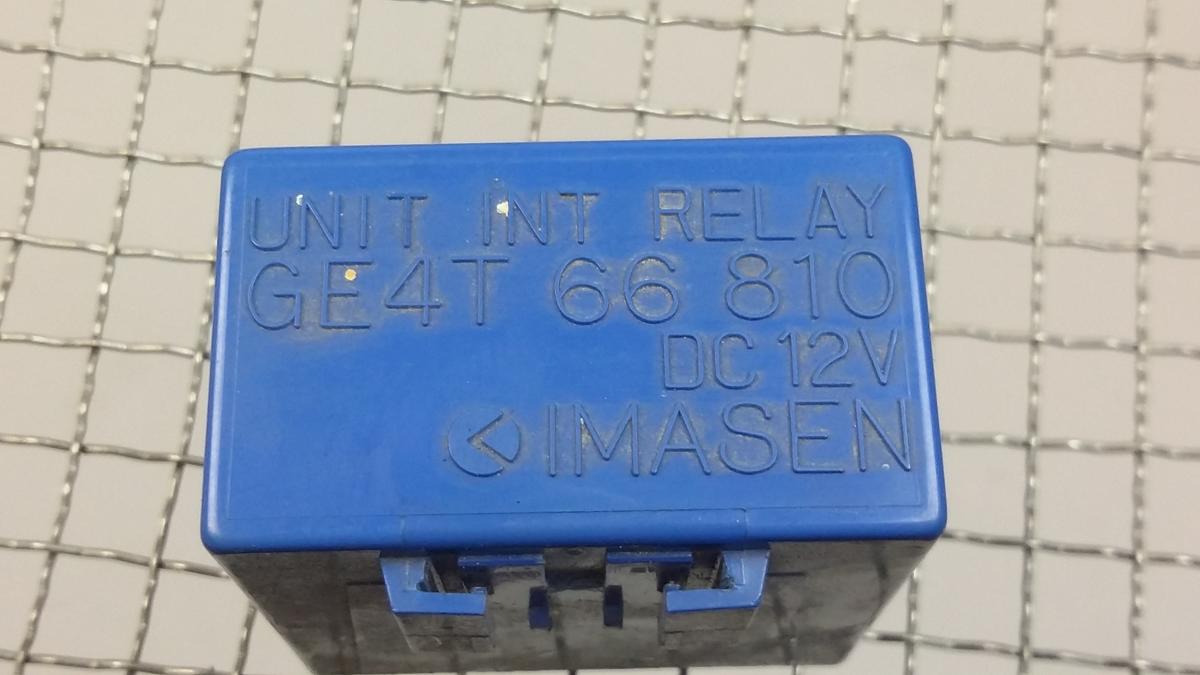 UNIT INT RELAY
GE4T 66 810
DC 12V
IMASEN